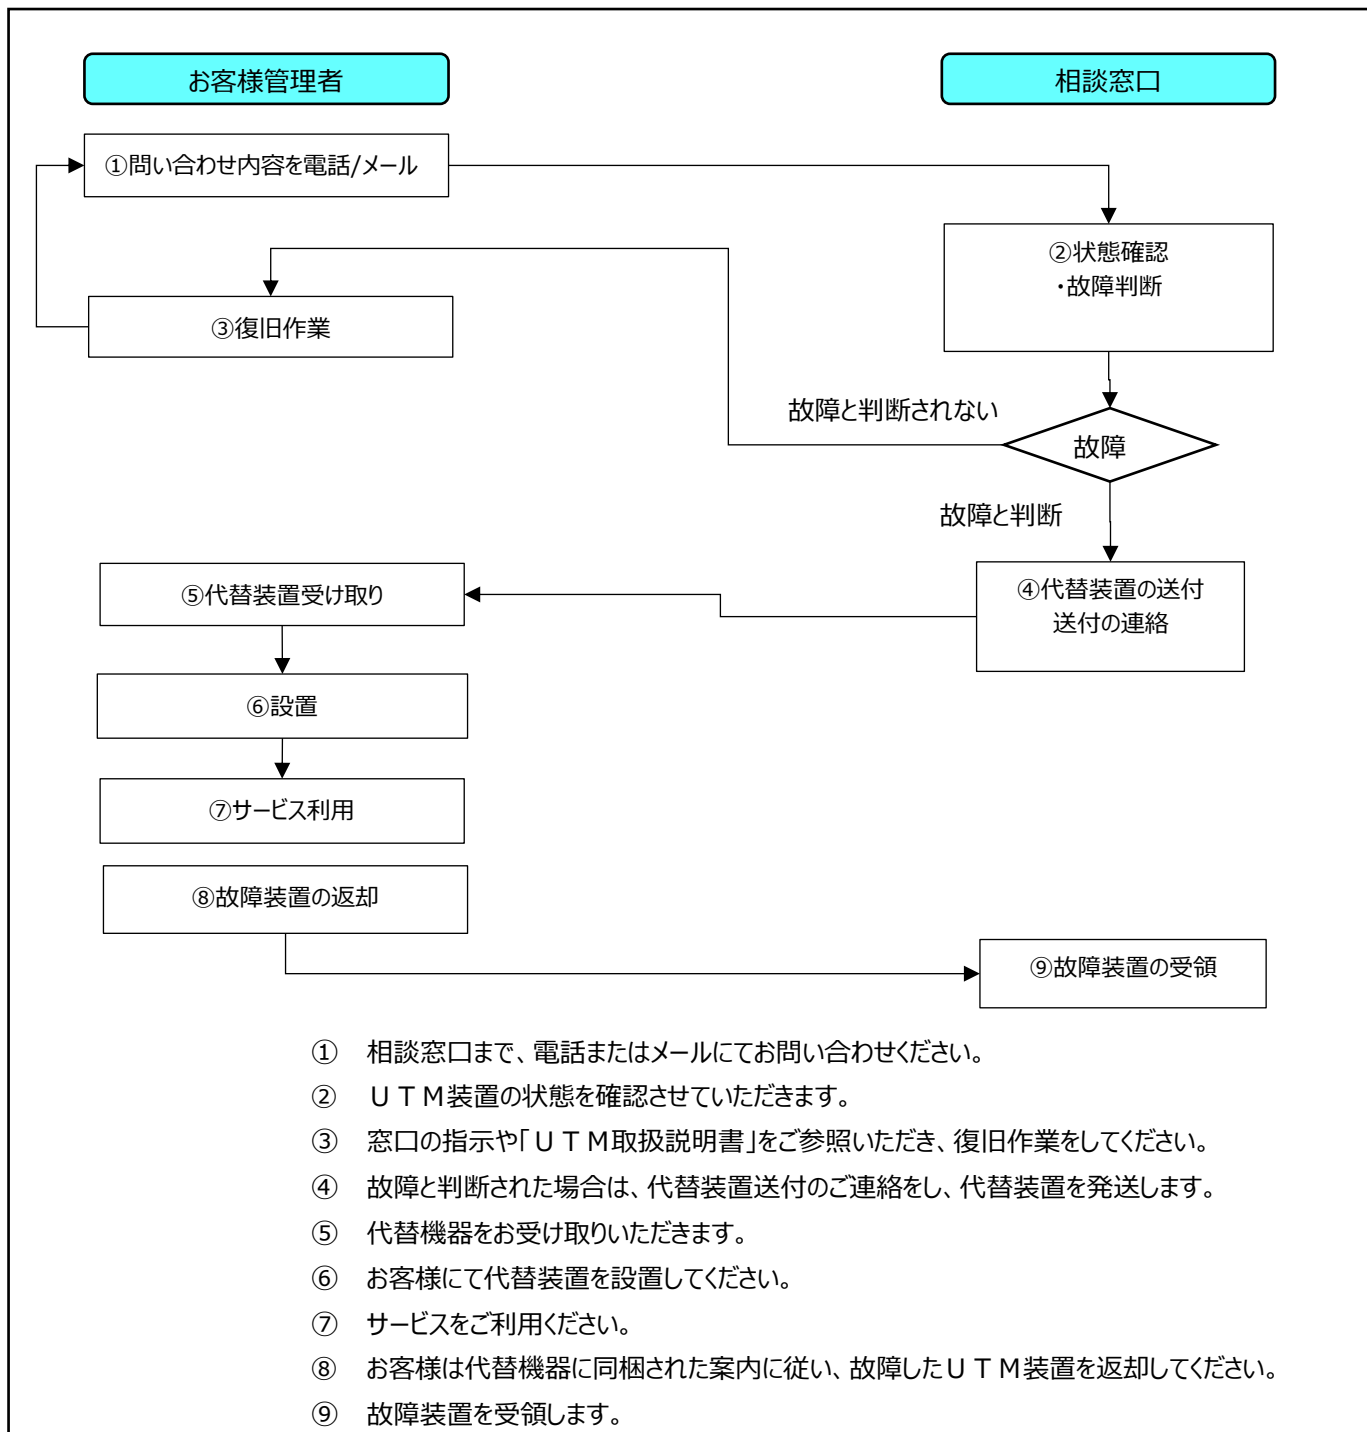 お客様管理者
相談窓口
①問い合わせ内容を電話/メール
②状態確認
・故障判断
③復旧作業
故障と判断されない
故障
故障と判断
④代替装置の送付
送付の連絡
⑤代替装置受け取り
⑥設置
⑦サービス利用
⑧故障装置の返却
⑨故障装置の受領
① 相談窓口まで、電話またはメールにてお問い合わせください。
② ＵＴＭ装置の状態を確認させていただきます。
③ 窓口の指示や「ＵＴＭ取扱説明書」をご参照いただき、復旧作業をしてください。
④ 故障と判断された場合は、代替装置送付のご連絡をし、代替装置を発送します。
⑤ 代替機器をお受け取りいただきます。
⑥ お客様にて代替装置を設置してください。
⑦ サービスをご利用ください。
⑧ お客様は代替機器に同梱された案内に従い、故障したＵＴＭ装置を返却してください。
⑨ 故障装置を受領します。